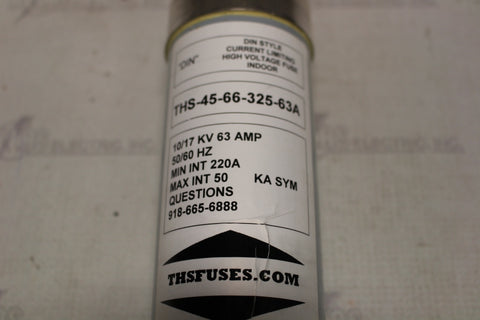 "DIN"
DIN STYLE
CURRENT LIMITING
HIGH VOLTAGE FUSE
INDOOR
THS-45-66-325-63A
10/17 KV 63 AMP
50/60 HZ
MIN INT 220A
MAX INT 50 KA SYM
QUESTIONS
918-665-6888
THSFUSES.COM